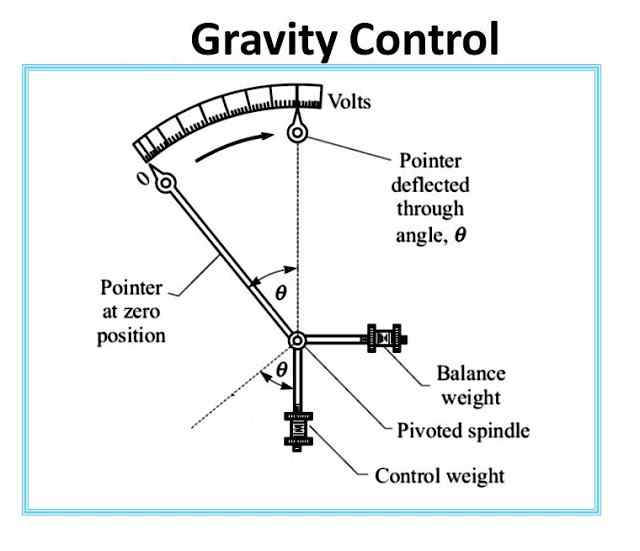 Gravity Control
Volts
0
Pointer
deflected
through
angle, θ
Pointer
at zero
position
θ
θ
Balance
weight
Pivoted spindle
Control weight